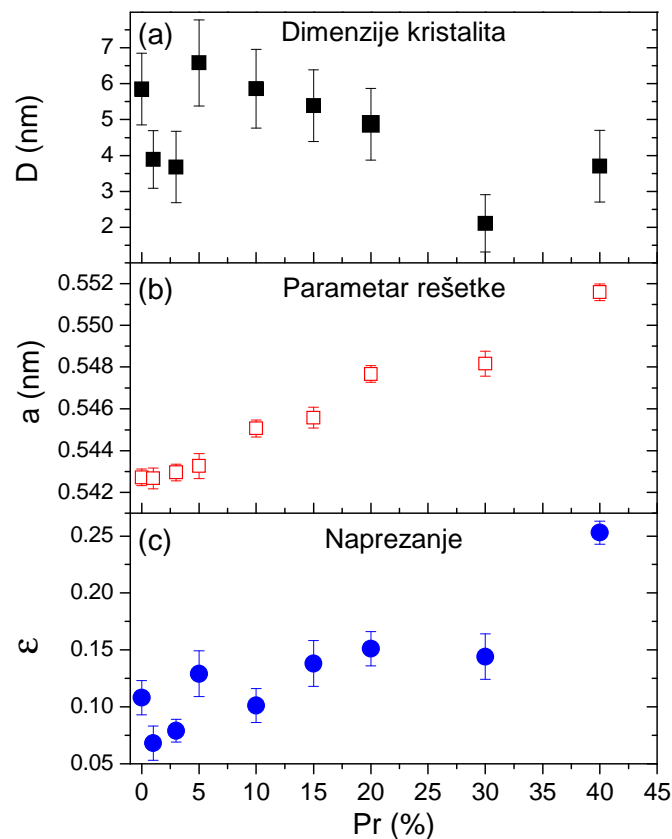 (a) Dimenzije kristalita
7
6
5
4
3
2
D (nm)
(b) Parametar rešetke
0.552
0.550
0.548
0.546
0.544
0.542
a (nm)
(c) Naprezanje
0.25
0.20
0.15
0.10
0.05
ε
0 5 10 15 20 25 30 35 40 45
Pr (%)